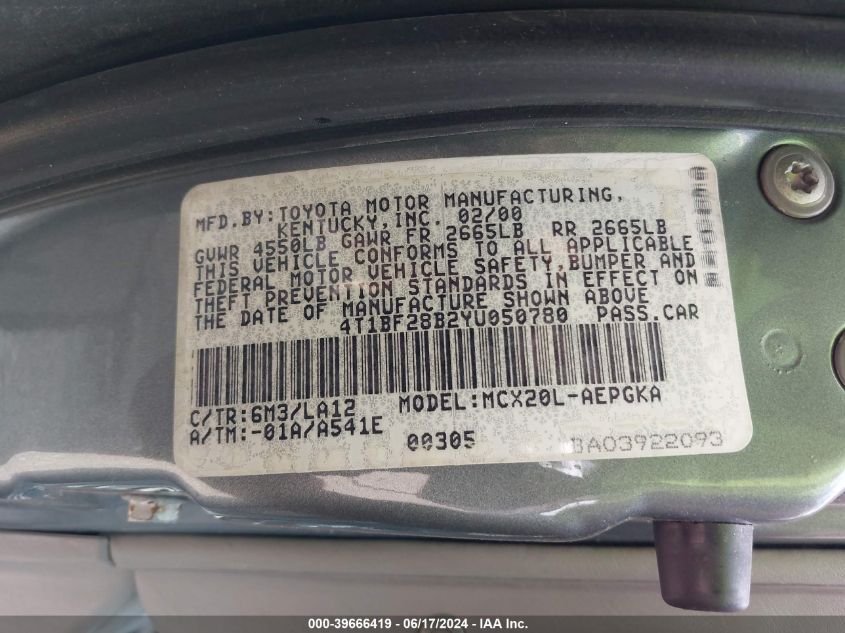 MFD.BY:TOYOTA MOTOR MANUFACTURING,
KENTUCKY,INC. 02/00
GVWR 4550LB GAWR FR 2665LB RR 2665LB
THIS VEHICLE CONFORMS TO ALL APPLICABLE
FEDERAL MOTOR VEHICLE SAFETY,BUMPER AND
THEFT PREVENTION STANDARDS IN EFFECT ON
THE DATE OF MANUFACTURE SHOWN ABOVE
4T1BF28B2YU050780 PASS.CAR
C/TR:6M3/LA12 MODEL:MCX20L-AEPGKA
A/TM:-01A/A541E 00305 BA03922093
000-39666419 - 06/17/2024 - IAA Inc.